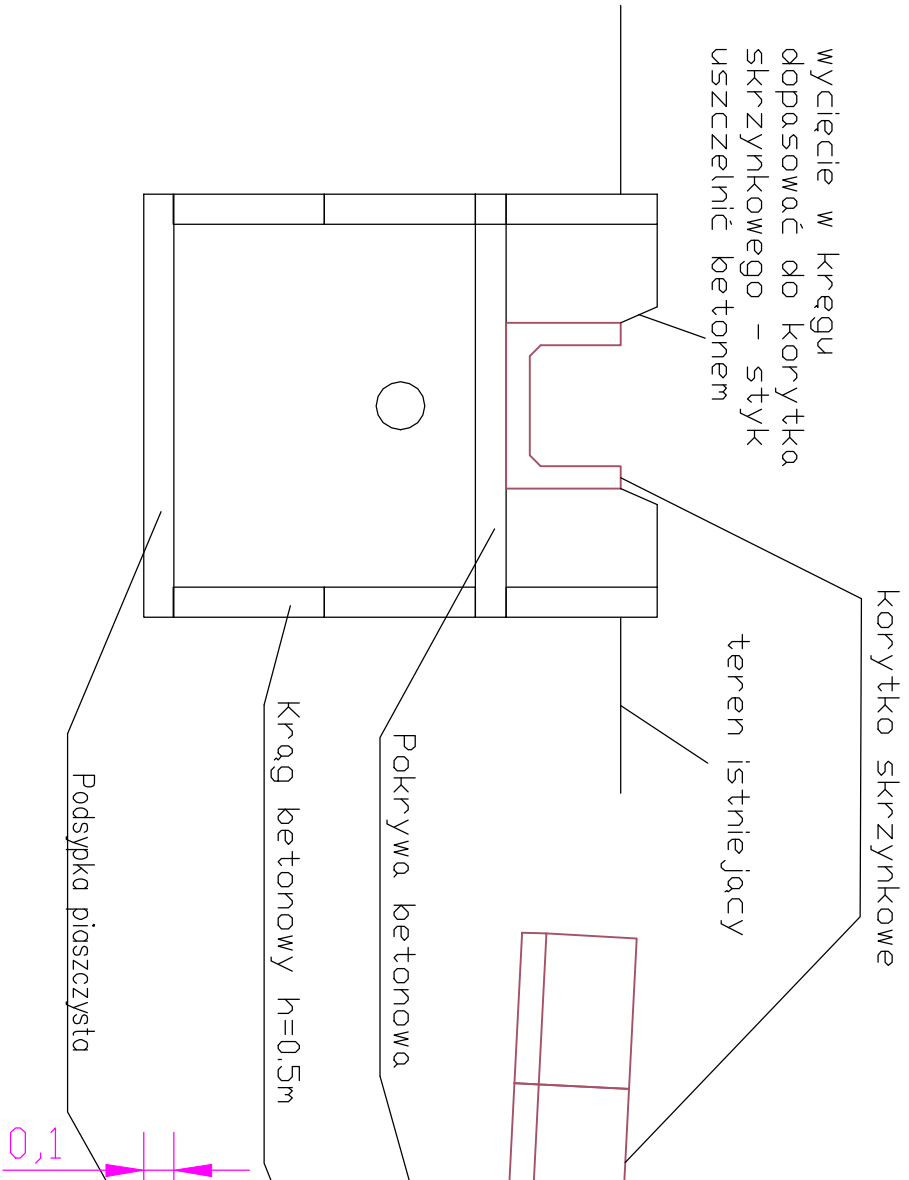 wycięcie w kręgu
dopasować do korytka
skrzynkowego - styk
uszczelnić betonem
korytko skrzynkowe
teren istniejący
Pokrywa betonowa
Krąg betonowy h=0.5m
Podsypka piaszczysta
0,1